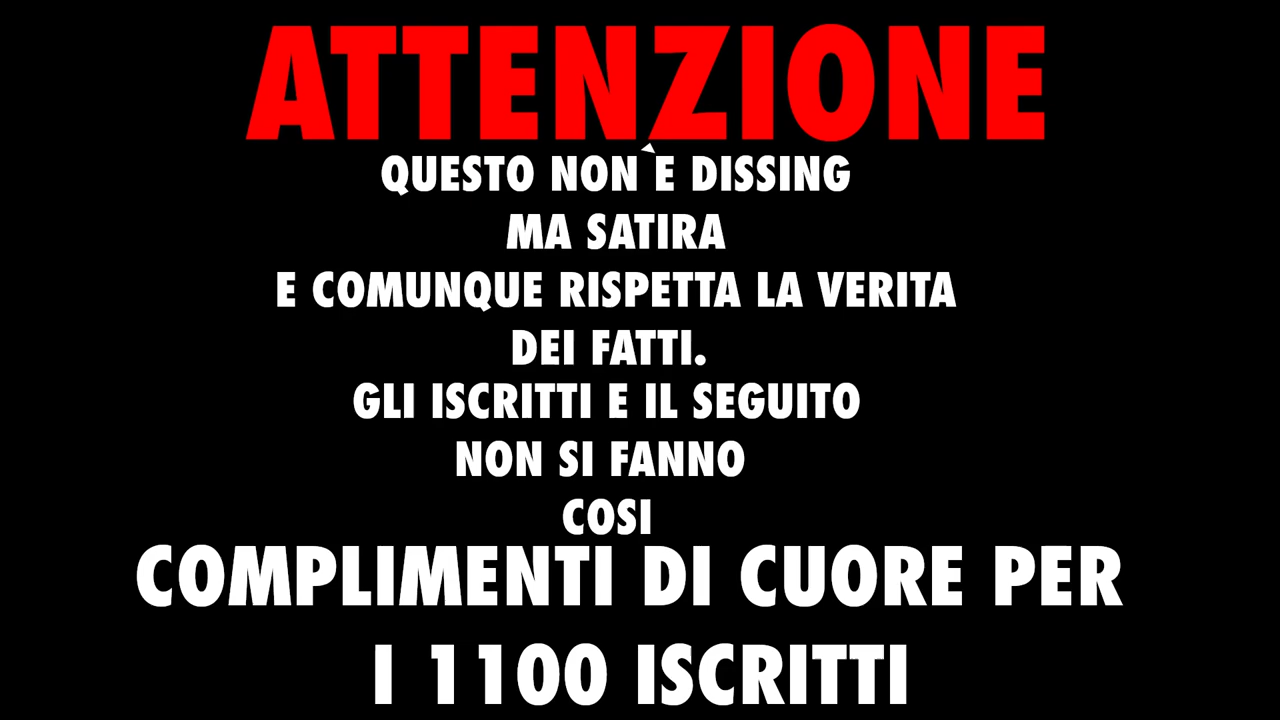 ATTENZIONE
QUESTO NON È DISSING
MA SATIRA
E COMUNQUE RISPETTA LA VERITA
DEI FATTI.
GLI ISCRITTI E IL SEGUITO
NON SI FANNO
COSI
COMPLIMENTI DI CUORE PER
I 1100 ISCRITTI